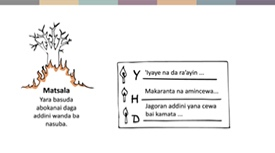 Matsala
Yara basuda
abokanai daga
addini wanda ba
nasuba.
Y 'Iyaye na da ra'ayin ...
H Makaranta na amincewa...
D Jagoran addini yana cewa
bai kamata ...